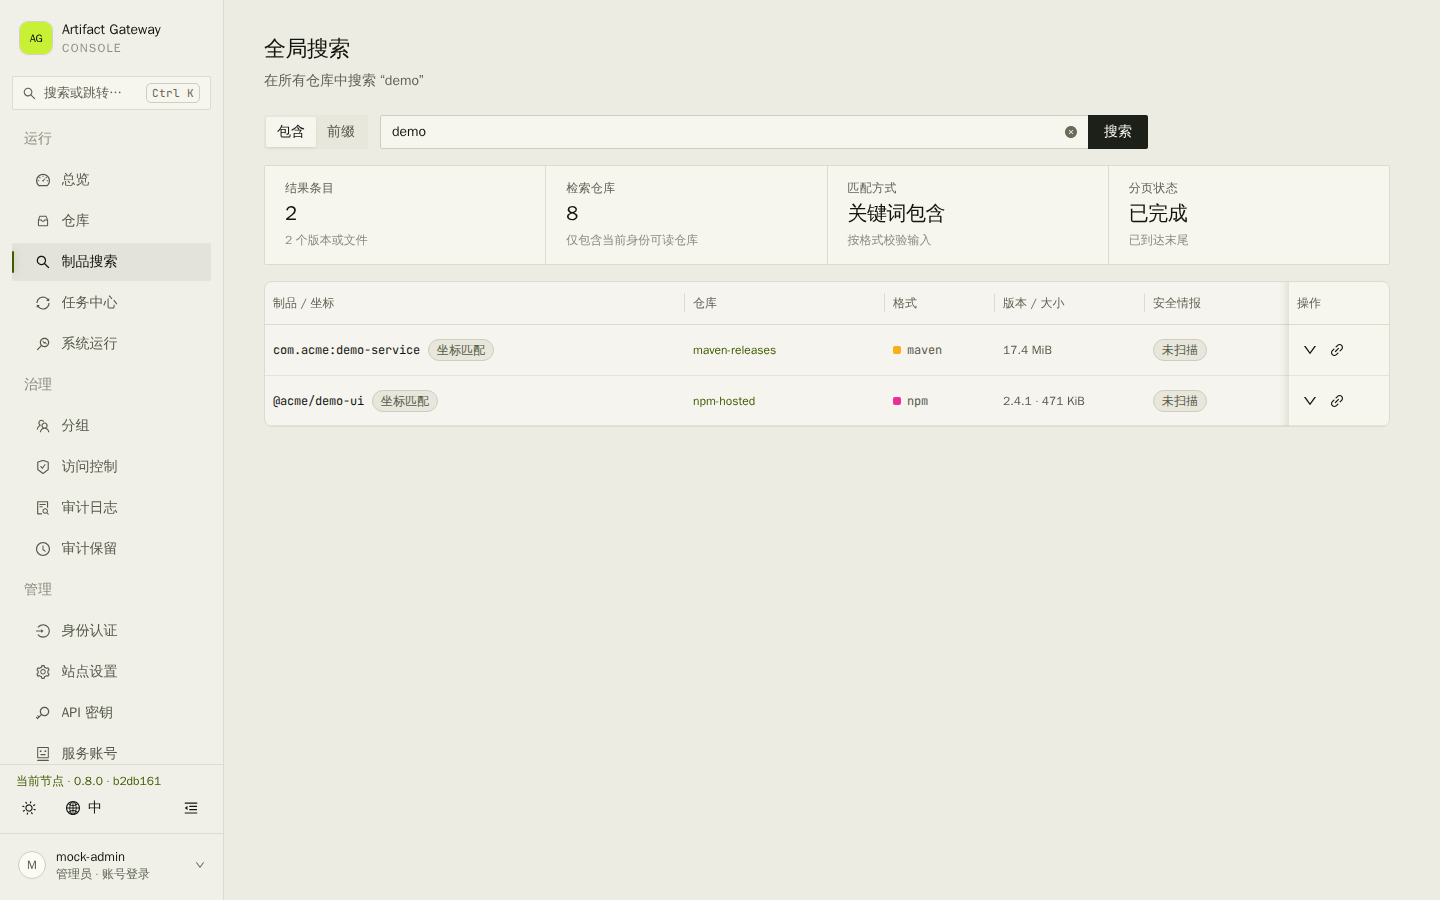 AG
Artifact Gateway
CONSOLE
搜索或跳转⋯
Ctrl K
运行
总览
仓库
制品搜索
任务中心
系统运行
治理
分组
访问控制
审计日志
审计保留
管理
身份认证
站点设置
API 密钥
服务账号
当前节点 · 0.8.0 · b2db161
中
M
mock-admin
管理员 · 账号登录
全局搜索
在所有仓库中搜索 “demo”
包含 前缀 demo 搜索
结果条目
2
2 个版本或文件
检索仓库
8
仅包含当前身份可读仓库
匹配方式
关键词包含
按格式校验输入
分页状态
已完成
已到达末尾
制品 / 坐标 仓库 格式 版本 / 大小 安全情报 操作
com.acme:demo-service 坐标匹配 maven-releases maven 17.4 MiB 未扫描
@acme/demo-ui 坐标匹配 npm-hosted npm 2.4.1 · 471 KiB 未扫描